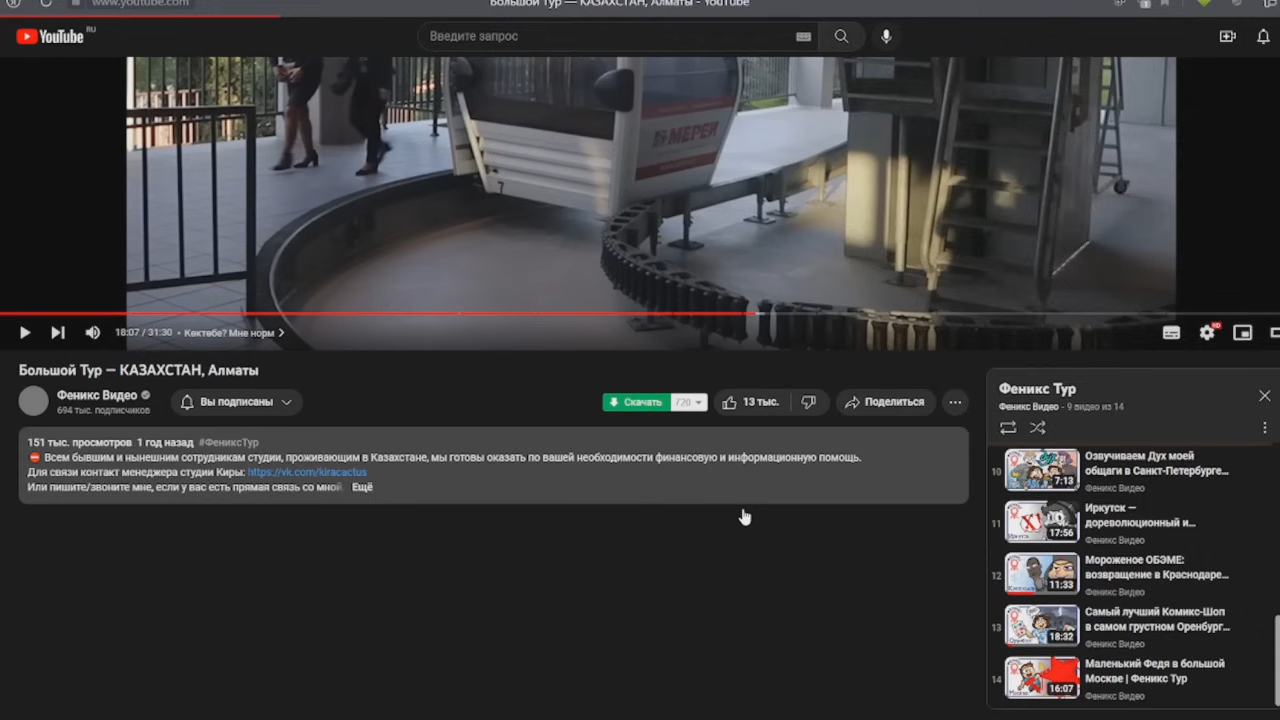 www.youtube.com
Большой Тур — КАЗАХСТАН, Алматы - YouTube
YouTube RU
Введите запрос
МЕРЕЙ
7
18:07 / 31:30 • Көктөбе? Мне норм
HD
Большой Тур — КАЗАХСТАН, Алматы
Феникс Видео
694 тыс. подписчиков
Вы подписаны
Скачать 720
13 тыс.
Поделиться
151 тыс. просмотров 1 год назад #ФениксТур
Всем бывшим и нынешним сотрудникам студии, проживающим в Казахстане, мы готовы оказать по вашей необходимости финансовую и информационную помощь.
Для связи контакт менеджера студии Киры: https://vk.com/kiracactus
Или пишите/звоните мне, если у вас есть прямая связь со мной. Ещё
Феникс Тур
Феникс Видео - 9 видео из 14
10
7:13
Озвучиваем Дух моей
общаги в Санкт-Петербурге...
Феникс Видео
11
17:56
Иркутск —
дореволюционный и...
Феникс Видео
12
11:33
Мороженое ОБЭМЕ:
возвращение в Краснодаре...
Феникс Видео
13
18:32
Самый лучший Комикс-Шоп
в самом грустном Оренбург...
Феникс Видео
14
16:07
Маленький Федя в большой
Москве | Феникс Тур
Феникс Видео